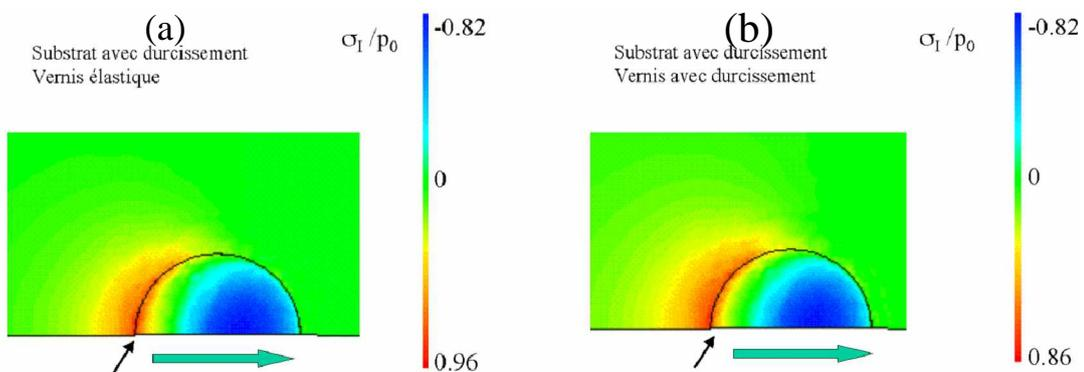 (a)
Substrat avec durcissement
Vernis élastique
σI /p0
-0.82
0
0.96
(b)
Substrat avec durcissement
Vernis avec durcissement
σI /p0
-0.82
0
0.86